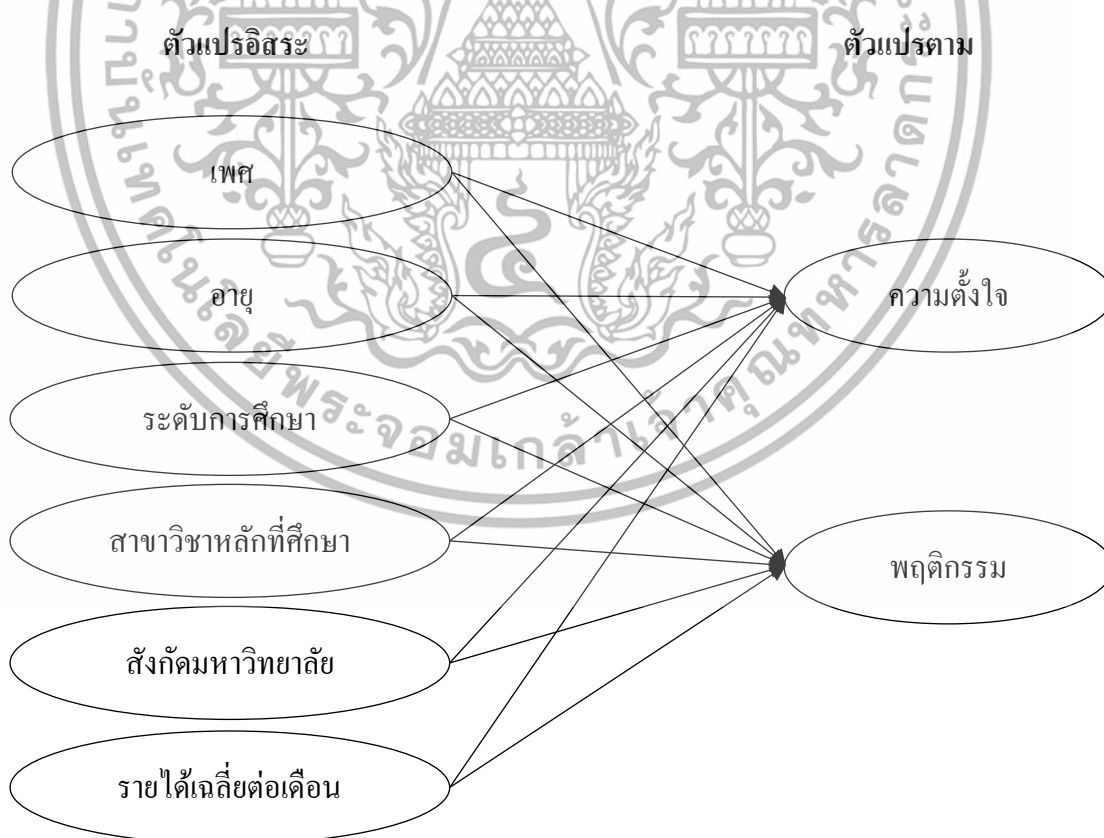 ตัวแปรอิสระ
ตัวแปรตาม
เพศ
อายุ
ระดับการศึกษา
สาขาวิชาหลักที่ศึกษา
สังกัดมหาวิทยาลัย
รายได้เฉลี่ยต่อเดือน
ความตั้งใจ
พฤติกรรม
๔